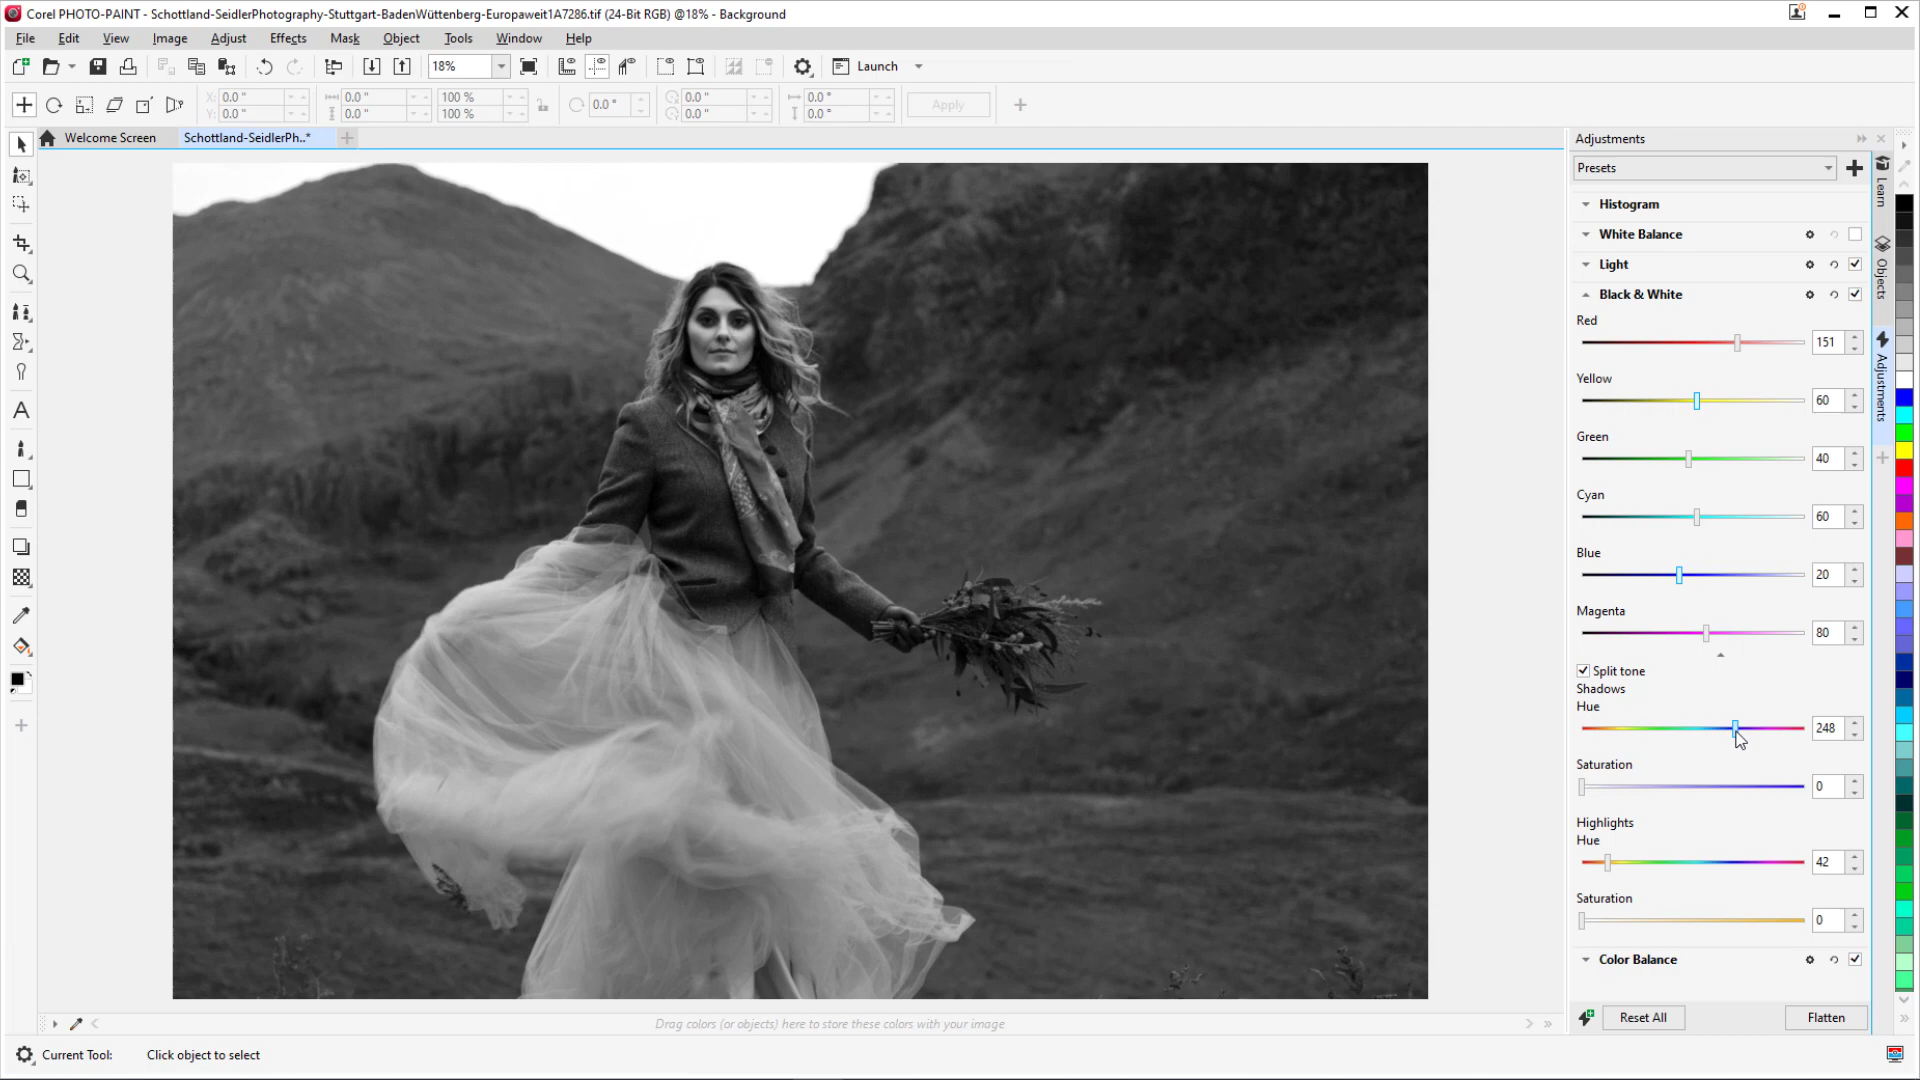 Corel PHOTO-PAINT - Schottland-SeidlerPhotography-Stuttgart-BadenWüttenberg-Europaweit1A7286.tif (24-Bit RGB) @18% - Background
File Edit View Image Adjust Effects Mask Object Tools Window Help
18% Launch
X: 0.0 " 0.0 " 100 % 0.0 ° 0.0 " 0.0 ° Apply
Y: 0.0 " 0.0 " 100 % 0.0 " 0.0 °
Welcome Screen Schottland-SeidlerPh..*
Adjustments
Presets
Learn
Objects
Adjustments
Histogram
White Balance
Light
Black & White
Red
151
Yellow
60
Green
40
Cyan
60
Blue
20
Magenta
80
Split tone
Shadows
Hue
248
Saturation
0
Highlights
Hue
42
Saturation
0
Color Balance
Reset All Flatten
Drag colors (or objects) here to store these colors with your image
Current Tool: Click object to select